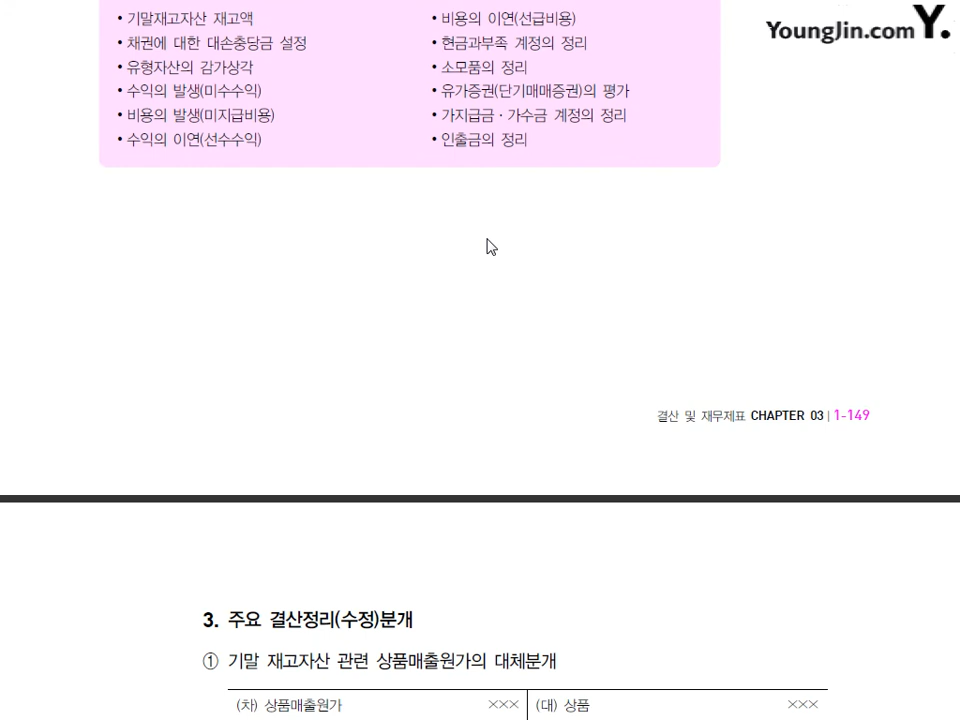 • 기말재고자산 재고액
• 채권에 대한 대손충당금 설정
• 유형자산의 감가상각
• 수익의 발생(미수수익)
• 비용의 발생(미지급비용)
• 수익의 이연(선수수익)
• 비용의 이연(선급비용)
• 현금과부족 계정의 정리
• 소모품의 정리
• 유가증권(단기매매증권)의 평가
• 가지급금 · 가수금 계정의 정리
• 인출금의 정리
YoungJin.com Y.
결산 및 재무제표 CHAPTER 03 | 1-149
3. 주요 결산정리(수정)분개
① 기말 재고자산 관련 상품매출원가의 대체분개
(차) 상품매출원가 ××× (대) 상품 ×××